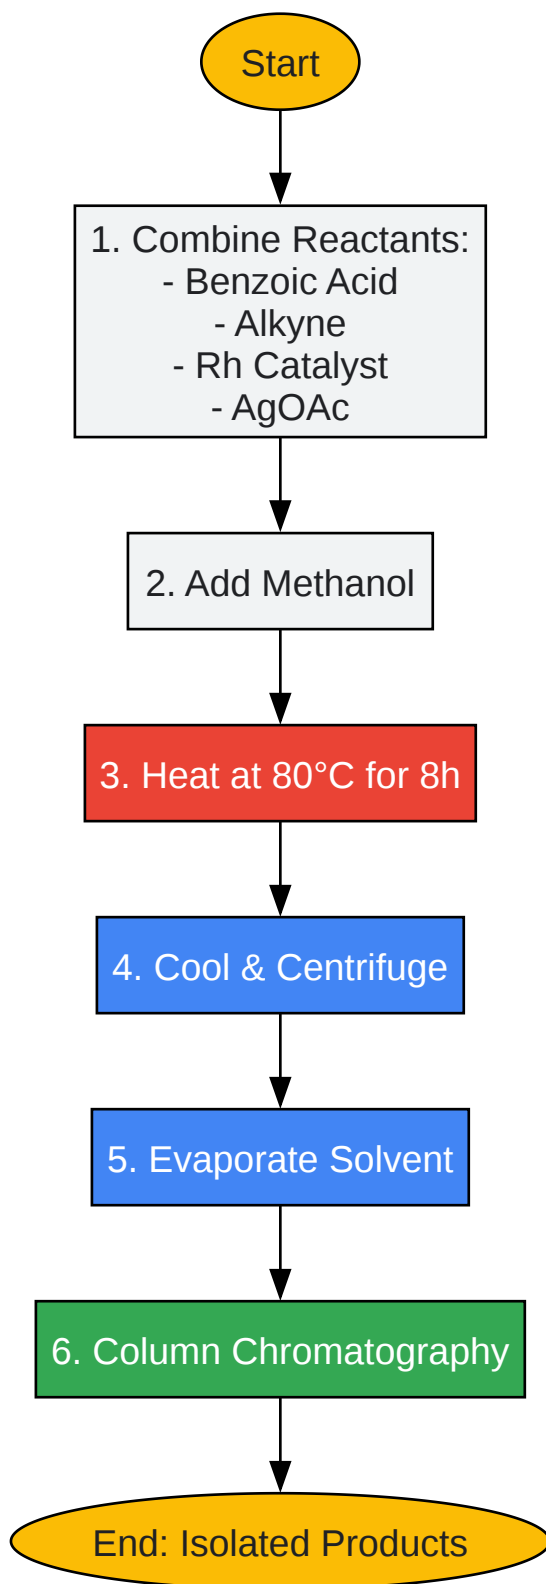 Start
1. Combine Reactants:
- Benzoic Acid
- Alkyne
- Rh Catalyst
- AgOAc
2. Add Methanol
3. Heat at 80°C for 8h
4. Cool & Centrifuge
5. Evaporate Solvent
6. Column Chromatography
End: Isolated Products